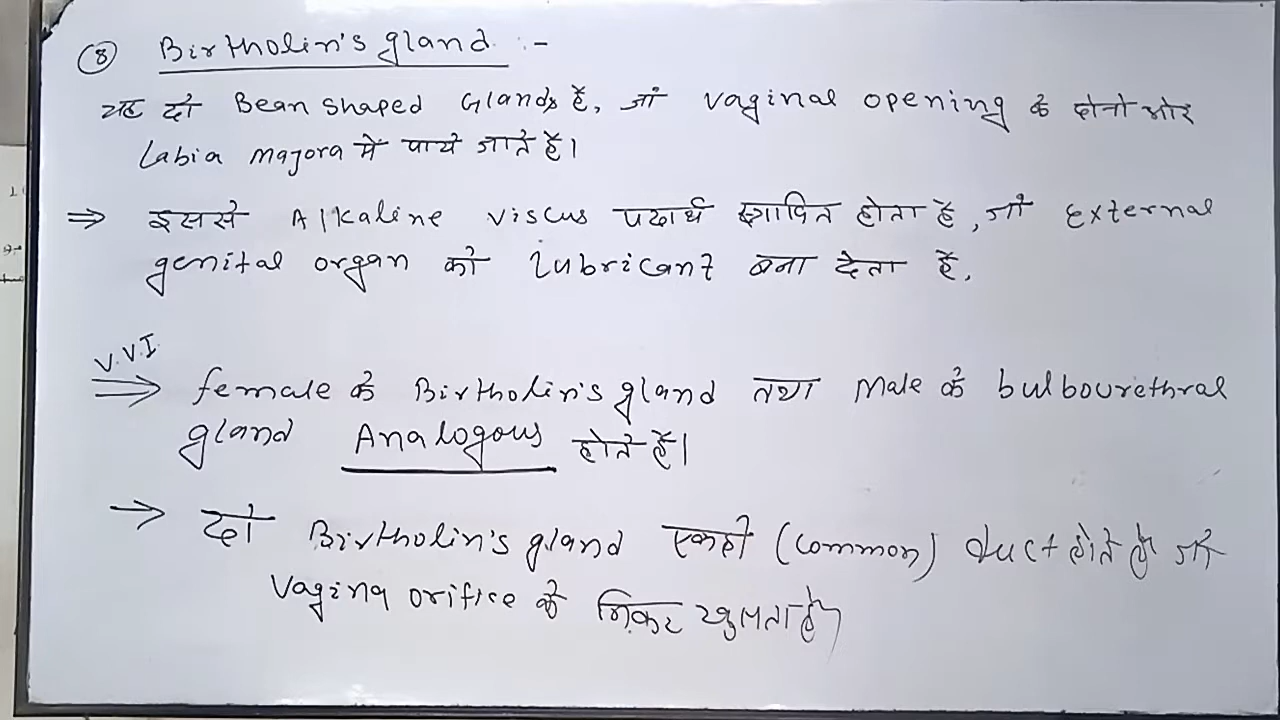 ⑧ Birtholin's gland :-
यह दो Bean shaped Glands हैं, जो vaginal opening के दोनो ओर
Labia majora में पाये जाते हैं।
⇒ इससे Alkaline viscus पदार्थ स्त्रावित होता है, जो External
genital organ को lubricant बना देता है,
V.V.I
⇒ female के Birtholin's gland तथा Male के bulbourethral
gland Analogous होते हैं।
→ दो Birtholin's gland एकही (common) duct होते है जो
Vagina orifice के निकट खुलता है